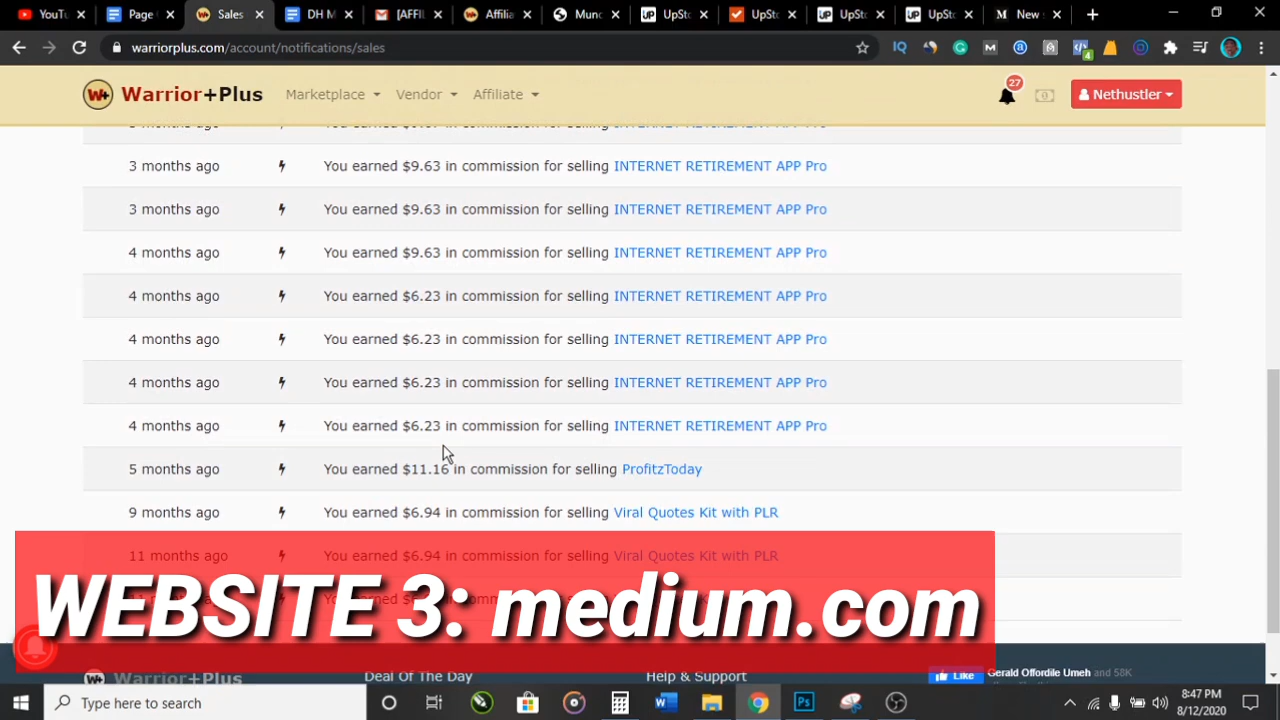 YouTu
Page
Sales
DH M
[AFFIL
Affilia
Munc
UpSto
UpSto
UpSto
UpSto
New s
warriorplus.com/account/notifications/sales
4
Warrior+Plus
Marketplace
Vendor
Affiliate
27
Nethustler
3 months ago You earned $9.63 in commission for selling INTERNET RETIREMENT APP Pro
3 months ago You earned $9.63 in commission for selling INTERNET RETIREMENT APP Pro
4 months ago You earned $9.63 in commission for selling INTERNET RETIREMENT APP Pro
4 months ago You earned $6.23 in commission for selling INTERNET RETIREMENT APP Pro
4 months ago You earned $6.23 in commission for selling INTERNET RETIREMENT APP Pro
4 months ago You earned $6.23 in commission for selling INTERNET RETIREMENT APP Pro
4 months ago You earned $6.23 in commission for selling INTERNET RETIREMENT APP Pro
5 months ago You earned $11.16 in commission for selling ProfitzToday
9 months ago You earned $6.94 in commission for selling Viral Quotes Kit with PLR
11 months ago You earned $6.94 in commission for selling Viral Quotes Kit with PLR
WEBSITE 3: medium.com
Warrior+Plus
Deal Of The Day
Help & Support
Like
Gerald Offordile Umeh and 58K
Type here to search
8:47 PM
8/12/2020